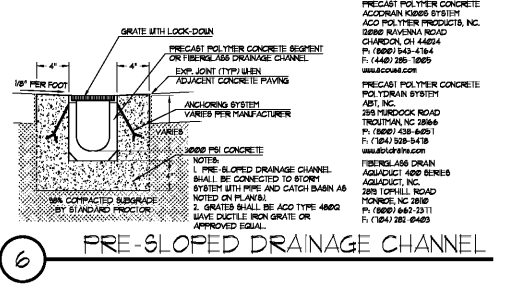 GRATE WITH LOCK-DOWN
PRECAST POLYMER CONCRETE SEGMENT
OR FIBERGLASS DRAINAGE CHANNEL
4"
4"
EXP. JOINT (TYP) WHEN
ADJACENT CONCRETE PAVING
1/8" PER FOOT
ANCHORING SYSTEM
VARIES PER MANUFACTURER
VARIES
3000 PSI CONCRETE
NOTES:
1. PRE-SLOPED DRAINAGE CHANNEL
SHALL BE CONNECTED TO STORM
SYSTEM WITH PIPE AND CATCH BASIN AS
NOTED ON PLAN(S).
2. GRATES SHALL BE ACO TYPE 480Q
WAVE DUCTILE IRON GRATE OR
APPROVED EQUAL.
COMPACTED SUBGRADE
BY STANDARD PROCTOR
PRECAST POLYMER CONCRETE
ACODRAIN K100S SYSTEM
ACO POLYMER PRODUCTS, INC.
12080 RAVENNA ROAD
CHARDON, OH 44024
P: (800) 543-4764
F: (440) 285-7005
www.acousa.com
PRECAST POLYMER CONCRETE
POLYDRAIN SYSTEM
ABT, INC.
259 MURDOCK ROAD
TROUTMAN, NC 28166
P: (800) 438-6057
F: (704) 528-5478
www.abtdrains.com
FIBERGLASS DRAIN
AQUADUCT 400 SERIES
AQUADUCT, INC.
2819 TOPHILL ROAD
MONROE, NC 28110
P: (800) 662-2377
F: (704) 282-0403
6
PRE-SLOPED DRAINAGE CHANNEL